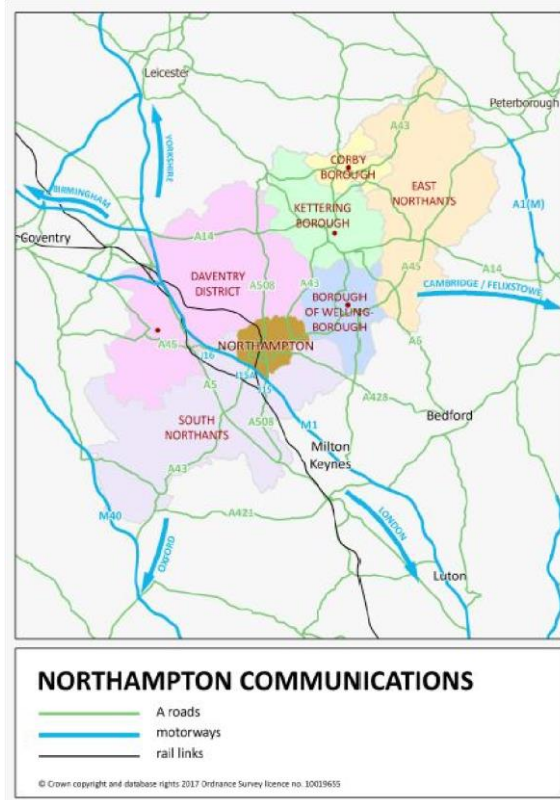 Leicester
Peterborough
A43
YORKSHIRE
CORBY
BOROUGH
EAST
NORTHANTS
BIRMINGHAM
KETTERING
BOROUGH
A1(M)
Coventry
A14
A14
DAVENTRY
DISTRICT
A508
A43
A45
CAMBRIDGE / FELIXSTOWE
BOROUGH
OF WELLING-
BOROUGH
NORTHAMPTON
A45
J16
A6
A5
J15A
J15
A428
SOUTH
NORTHANTS
A508
M1
Bedford
Milton
Keynes
A43
M40
A421
OXFORD
LONDON
Luton
NORTHAMPTON COMMUNICATIONS
A roads
motorways
rail links
© Crown copyright and database rights 2017 Ordnance Survey licence no. 10019655